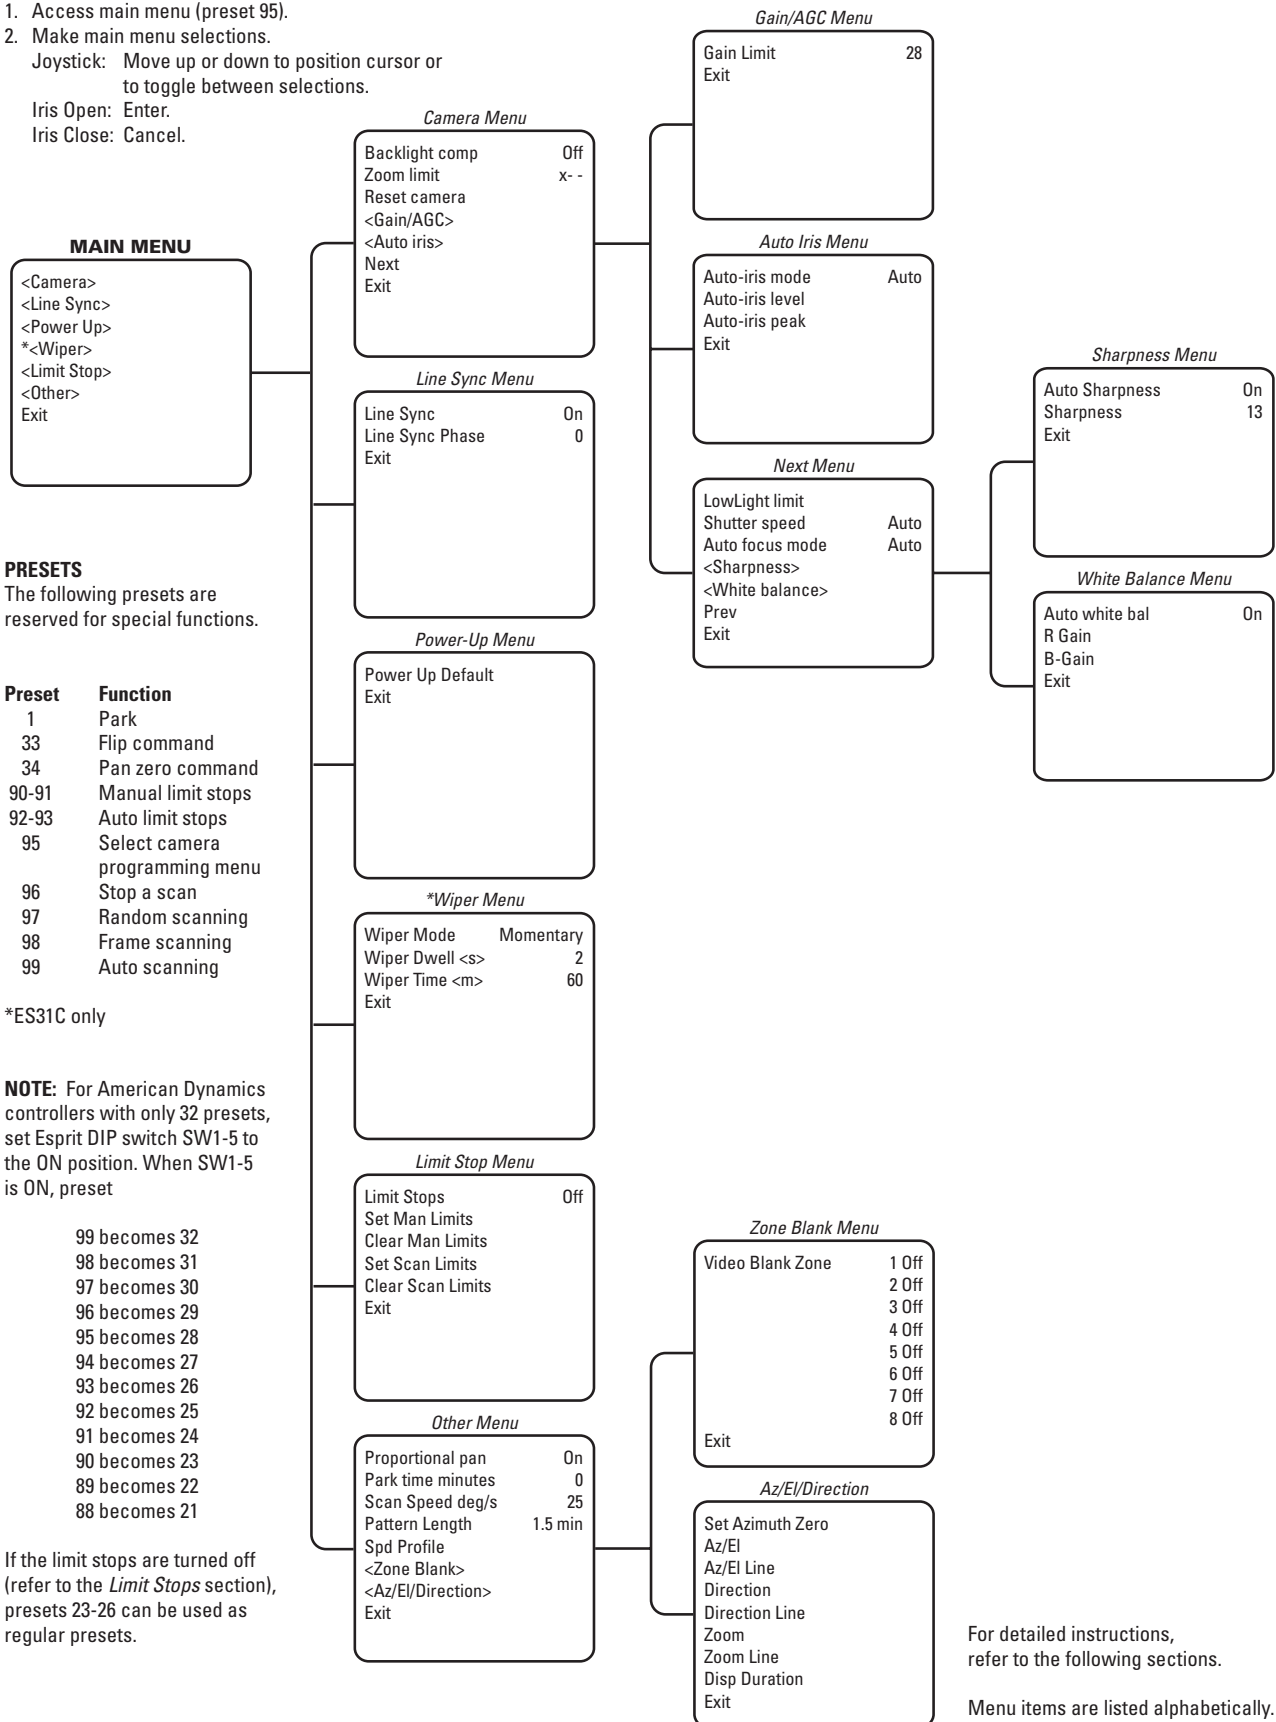 1. Access main menu (preset 95).
2. Make main menu selections.
Joystick: Move up or down to position cursor or
to toggle between selections.
Iris Open: Enter.
Iris Close: Cancel.
MAIN MENU
<Camera>
<Line Sync>
<Power Up>
*<Wiper>
<Limit Stop>
<Other>
Exit
PRESETS
The following presets are
reserved for special functions.
Preset Function
1 Park
33 Flip command
34 Pan zero command
90-91 Manual limit stops
92-93 Auto limit stops
95 Select camera
programming menu
96 Stop a scan
97 Random scanning
98 Frame scanning
99 Auto scanning
*ES31C only
NOTE: For American Dynamics
controllers with only 32 presets,
set Esprit DIP switch SW1-5 to
the ON position. When SW1-5
is ON, preset
99 becomes 32
98 becomes 31
97 becomes 30
96 becomes 29
95 becomes 28
94 becomes 27
93 becomes 26
92 becomes 25
91 becomes 24
90 becomes 23
89 becomes 22
88 becomes 21
If the limit stops are turned off
(refer to the Limit Stops section),
presets 23-26 can be used as
regular presets.
Camera Menu
Backlight comp Off
Zoom limit x- -
Reset camera
<Gain/AGC>
<Auto iris>
Next
Exit
Line Sync Menu
Line Sync On
Line Sync Phase 0
Exit
Power-Up Menu
Power Up Default
Exit
*Wiper Menu
Wiper Mode Momentary
Wiper Dwell <s> 2
Wiper Time <m> 60
Exit
Limit Stop Menu
Limit Stops Off
Set Man Limits
Clear Man Limits
Set Scan Limits
Clear Scan Limits
Exit
Other Menu
Proportional pan On
Park time minutes 0
Scan Speed deg/s 25
Pattern Length 1.5 min
Spd Profile
<Zone Blank>
<Az/El/Direction>
Exit
Gain/AGC Menu
Gain Limit 28
Exit
Auto Iris Menu
Auto-iris mode Auto
Auto-iris level
Auto-iris peak
Exit
Next Menu
LowLight limit
Shutter speed Auto
Auto focus mode Auto
<Sharpness>
<White balance>
Prev
Exit
Sharpness Menu
Auto Sharpness On
Sharpness 13
Exit
White Balance Menu
Auto white bal On
R Gain
B-Gain
Exit
Zone Blank Menu
Video Blank Zone 1 Off
2 Off
3 Off
4 Off
5 Off
6 Off
7 Off
8 Off
Exit
Az/El/Direction
Set Azimuth Zero
Az/El
Az/El Line
Direction
Direction Line
Zoom
Zoom Line
Disp Duration
Exit
For detailed instructions,
refer to the following sections.
Menu items are listed alphabetically.